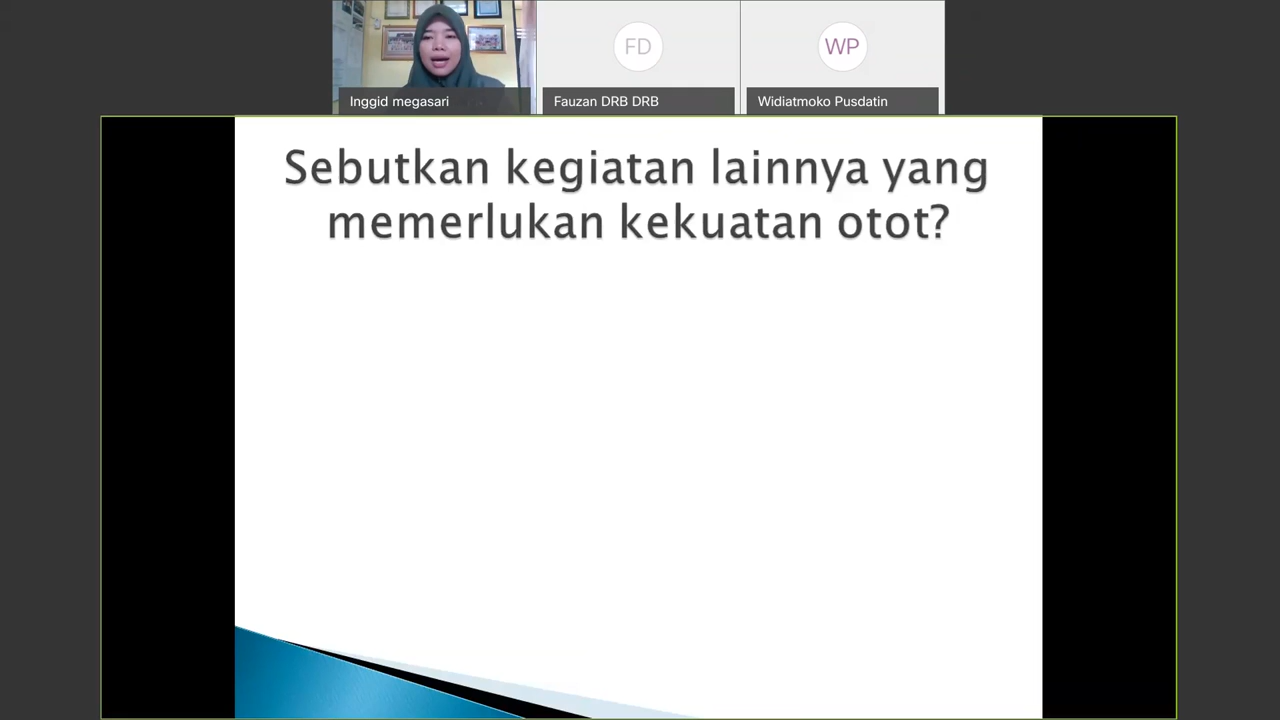 FD
WP
Inggid megasari
Fauzan DRB DRB
Widiatmoko Pusdatin
Sebutkan kegiatan lainnya yang
memerlukan kekuatan otot?